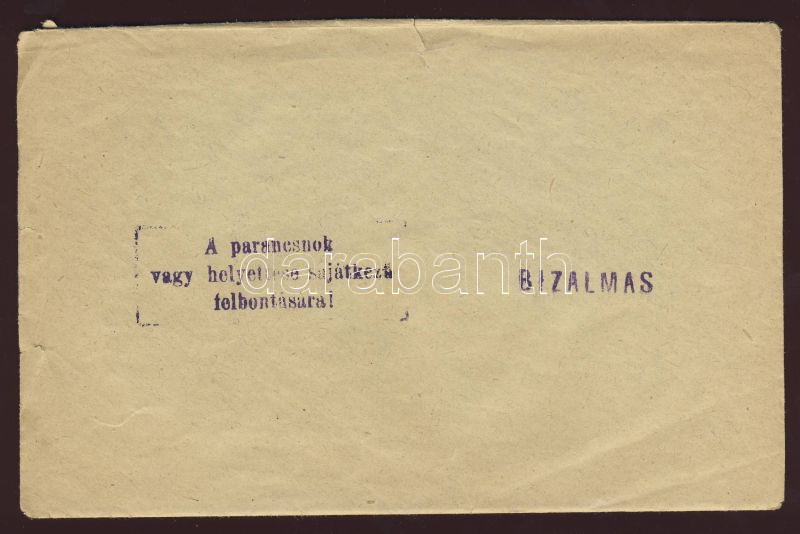 A parancsnok
vagy helyettese sajátkezű
felbontására!
BIZALMAS
darabanth